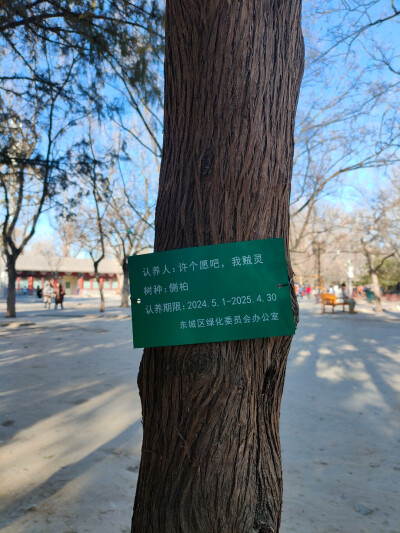 认养人：许个愿吧，我贼灵
树种：侧柏
认养期限：2024.5.1-2025.4.30
东城区绿化委员会办公室